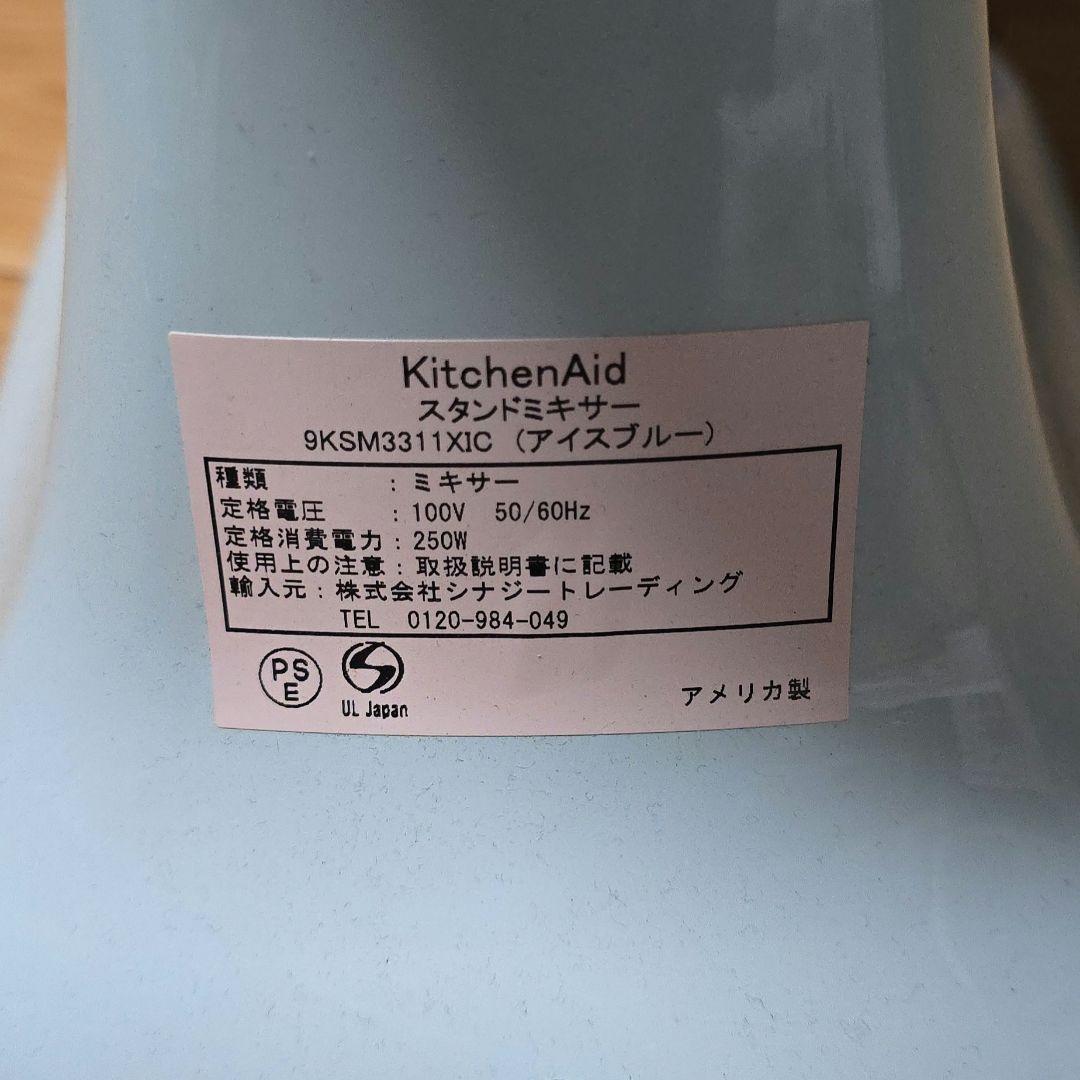 KitchenAid
スタンドミキサー
9KSM3311XIC (アイスブルー)
種類 : ミキサー
定格電圧 : 100V 50/60Hz
定格消費電力 : 250W
使用上の注意 : 取扱説明書に記載
輸入元 : 株式会社シナジートレーディング
TEL 0120-984-049
PS
E
UL Japan
アメリカ製